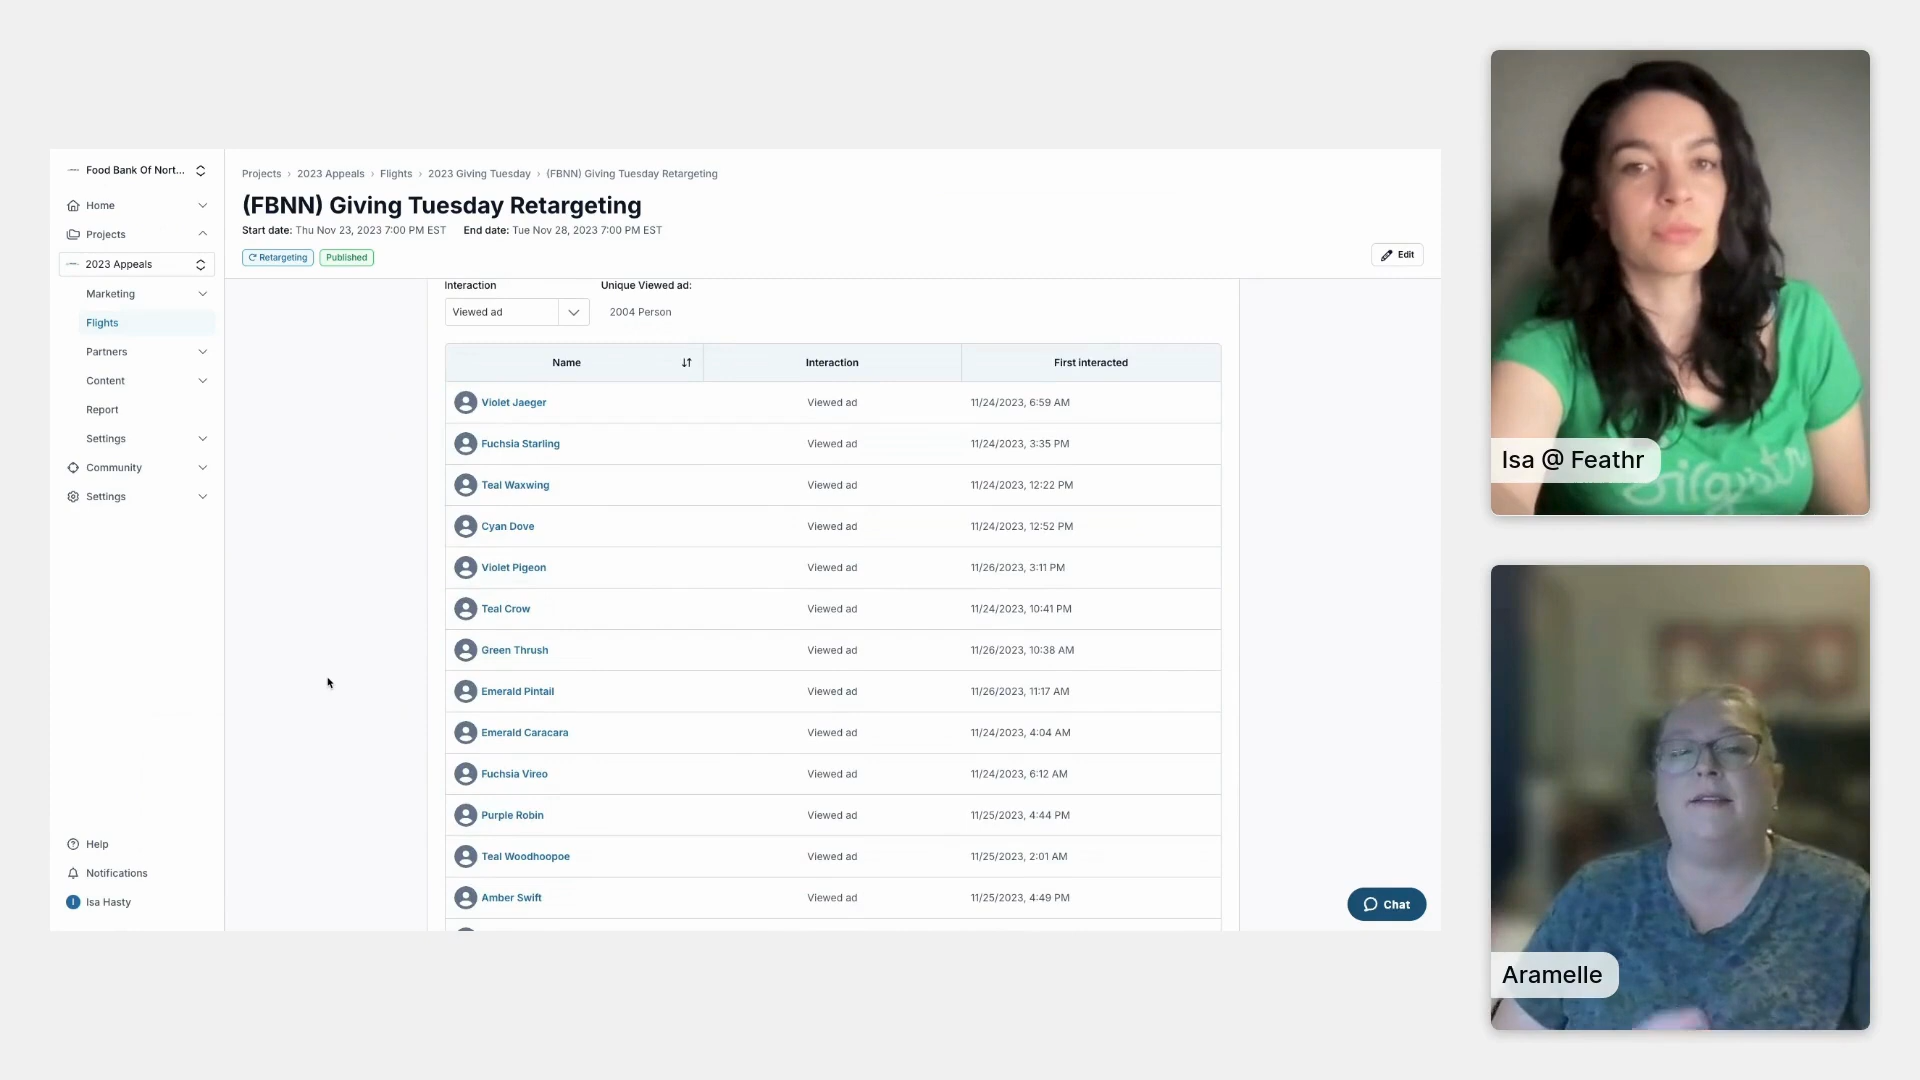 Food Bank Of Nort...
Home
Projects
2023 Appeals
Marketing
Flights
Partners
Content
Report
Settings
Community
Settings
Help
Notifications
I
Isa Hasty
Projects › 2023 Appeals › Flights › 2023 Giving Tuesday › (FBNN) Giving Tuesday Retargeting
(FBNN) Giving Tuesday Retargeting
Start date: Thu Nov 23, 2023 7:00 PM EST End date: Tue Nov 28, 2023 7:00 PM EST
Retargeting Published
Edit
Interaction Unique Viewed ad:
Viewed ad 2004 Person
Name Interaction First interacted
Violet Jaeger Viewed ad 11/24/2023, 6:59 AM
Fuchsia Starling Viewed ad 11/24/2023, 3:35 PM
Teal Waxwing Viewed ad 11/24/2023, 12:22 PM
Cyan Dove Viewed ad 11/24/2023, 12:52 PM
Violet Pigeon Viewed ad 11/26/2023, 3:11 PM
Teal Crow Viewed ad 11/24/2023, 10:41 PM
Green Thrush Viewed ad 11/26/2023, 10:38 AM
Emerald Pintail Viewed ad 11/26/2023, 11:17 AM
Emerald Caracara Viewed ad 11/24/2023, 4:04 AM
Fuchsia Vireo Viewed ad 11/24/2023, 6:12 AM
Purple Robin Viewed ad 11/25/2023, 4:44 PM
Teal Woodhoopoe Viewed ad 11/25/2023, 2:01 AM
Amber Swift Viewed ad 11/25/2023, 4:49 PM
Chat
Isa @ Feathr
Aramelle